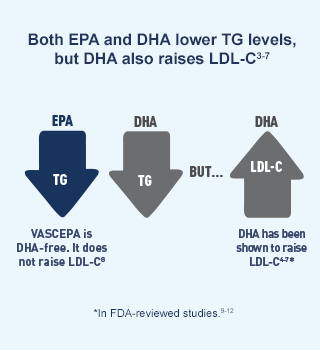 Both EPA and DHA lower TG levels,
but DHA also raises LDL-C3-7
EPA
TG
DHA
TG
BUT...
DHA
LDL-C
VASCEPA is
DHA-free. It does
not raise LDL-C8
DHA has been
shown to raise
LDL-C4-7*
*In FDA-reviewed studies.9-12